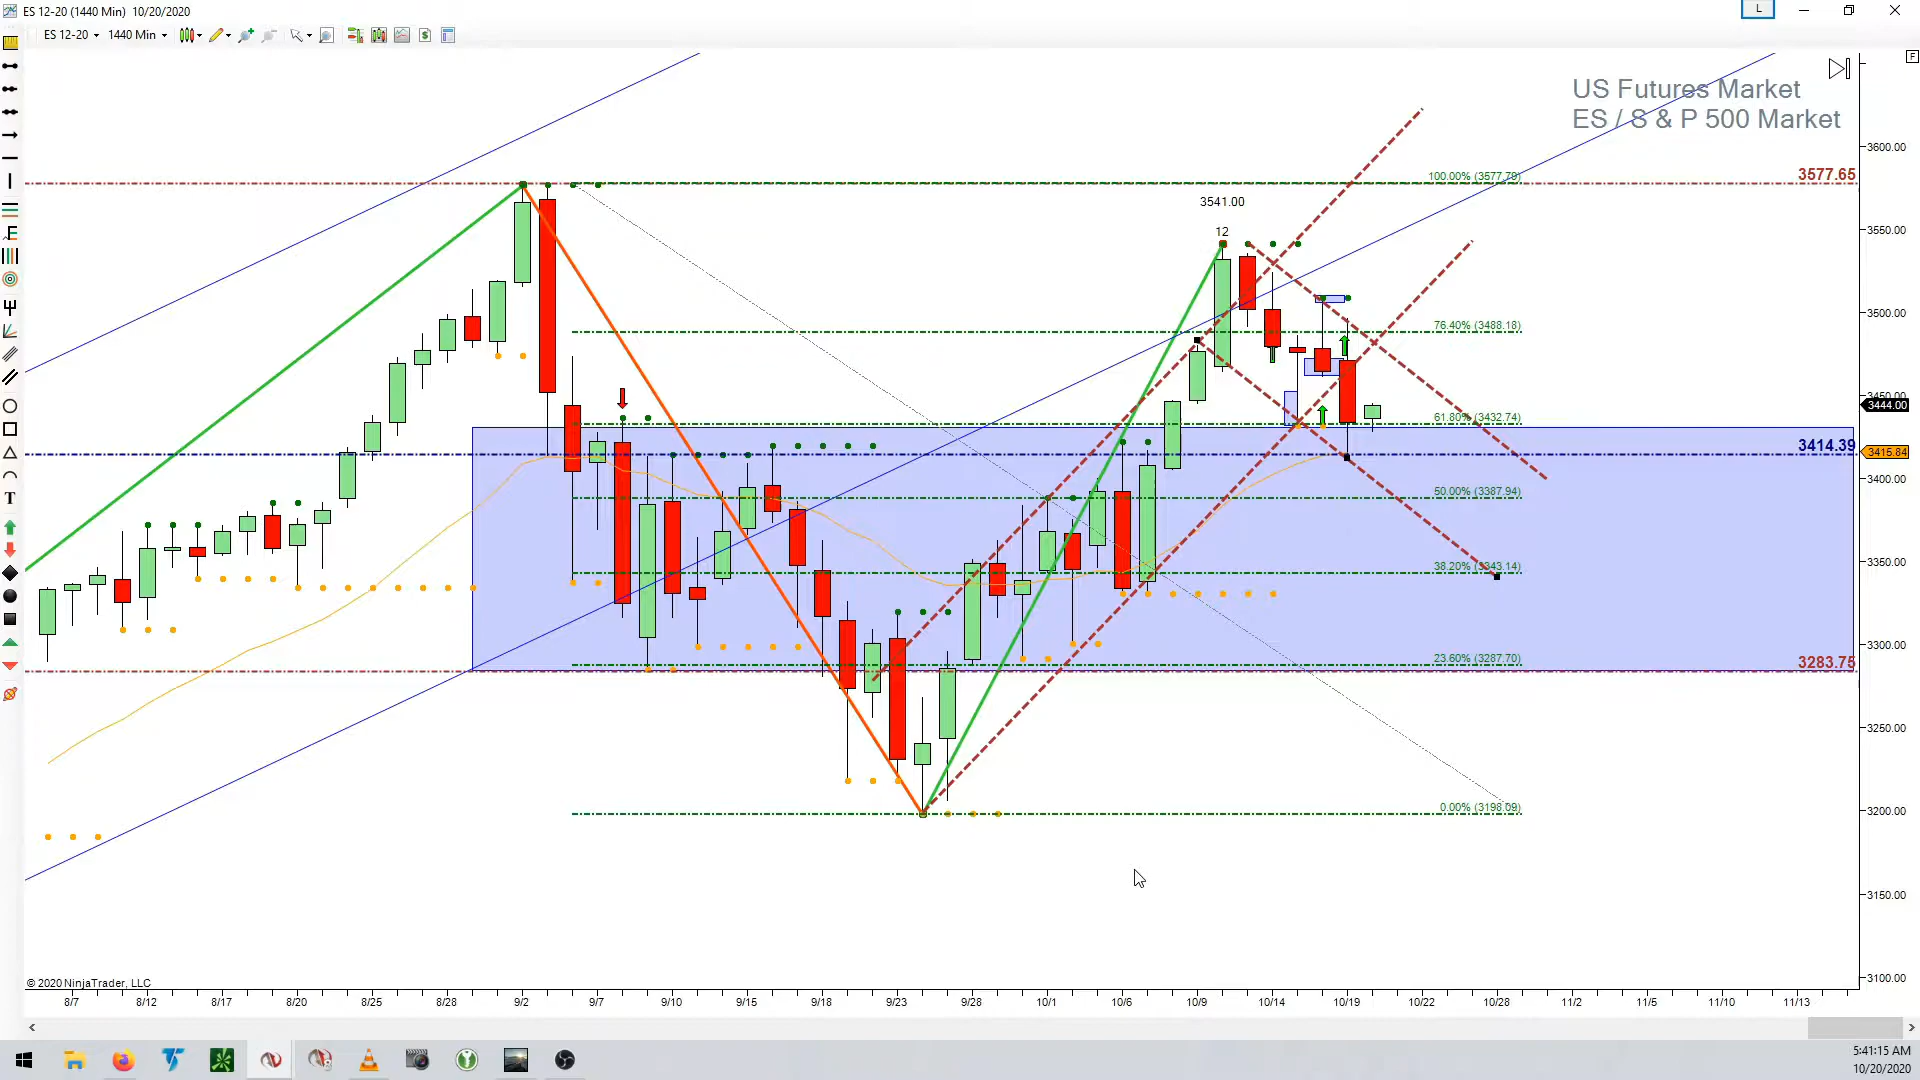 ES 12-20 (1440 Min) 10/20/2020
L
ES 12-20
1440 Min
F
US Futures Market
ES / S & P 500 Market
3600.00
3577.65
100.00% (3577.79)
3541.00
12
3550.00
3500.00
76.40% (3488.18)
3450.00
3444.00
61.80% (3432.74)
3414.39
3415.84
50.00% (3387.94)
3400.00
38.20% (3343.14)
3350.00
23.60% (3287.70)
3283.75
3300.00
3250.00
0.00% (3198.09)
3200.00
3150.00
3100.00
© 2020 NinjaTrader, LLC
8/7 8/12 8/17 8/20 8/25 8/28 9/2 9/7 9/10 9/15 9/18 9/23 9/28 10/1 10/6 10/9 10/14 10/19 10/22 10/28 11/2 11/5 11/10 11/13
5:41:15 AM
10/20/2020